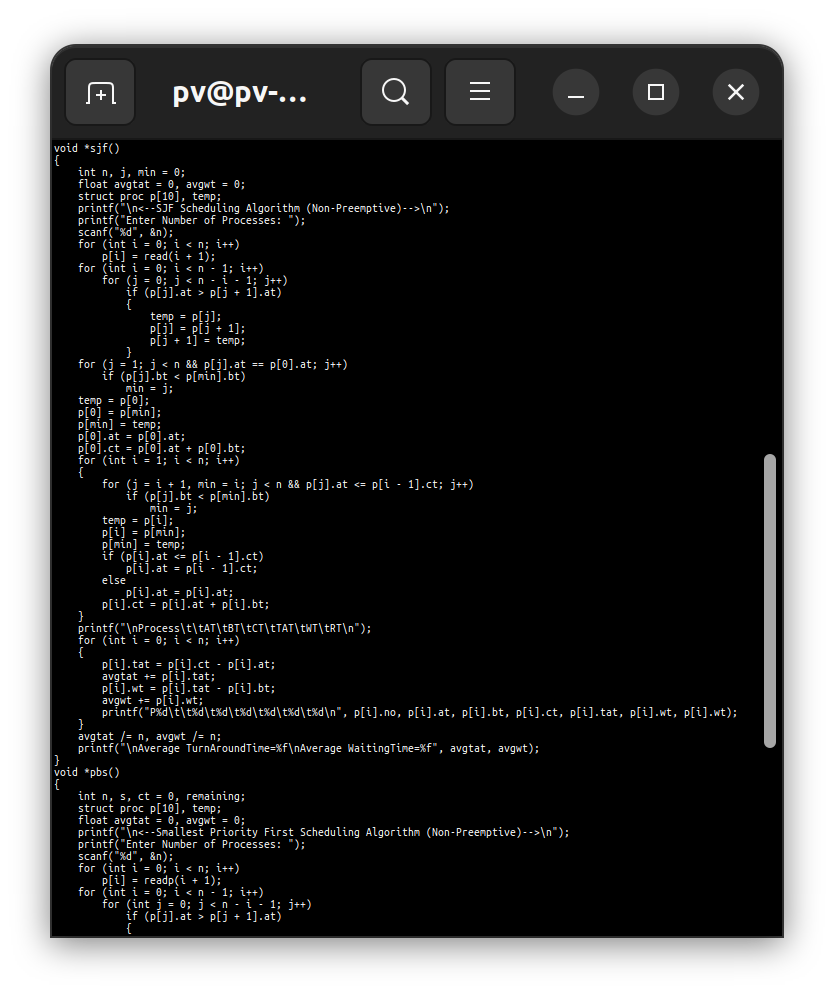 pv@pv-...
void *sjf()
{
    int n, j, min = 0;
    float avgtat = 0, avgwt = 0;
    struct proc p[10], temp;
    printf("\n<--SJF Scheduling Algorithm (Non-Preemptive)-->\n");
    printf("Enter Number of Processes: ");
    scanf("%d", &n);
    for (int i = 0; i < n; i++)
        p[i] = read(i + 1);
    for (int i = 0; i < n - 1; i++)
        for (j = 0; j < n - i - 1; j++)
            if (p[j].at > p[j + 1].at)
            {
                temp = p[j];
                p[j] = p[j + 1];
                p[j + 1] = temp;
            }
    for (j = 1; j < n && p[j].at == p[0].at; j++)
        if (p[j].bt < p[min].bt)
            min = j;
    temp = p[0];
    p[0] = p[min];
    p[min] = temp;
    p[0].at = p[0].at;
    p[0].ct = p[0].at + p[0].bt;
    for (int i = 1; i < n; i++)
    {
        for (j = i + 1, min = i; j < n && p[j].at <= p[i - 1].ct; j++)
            if (p[j].bt < p[min].bt)
                min = j;
        temp = p[i];
        p[i] = p[min];
        p[min] = temp;
        if (p[i].at <= p[i - 1].ct)
            p[i].at = p[i - 1].ct;
        else
            p[i].at = p[i].at;
        p[i].ct = p[i].at + p[i].bt;
    }
    printf("\nProcess\t\tAT\tBT\tCT\tTAT\tWT\tRT\n");
    for (int i = 0; i < n; i++)
    {
        p[i].tat = p[i].ct - p[i].at;
        avgtat += p[i].tat;
        p[i].wt = p[i].tat - p[i].bt;
        avgwt += p[i].wt;
        printf("P%d\t\t%d\t%d\t%d\t%d\t%d\t%d\n", p[i].no, p[i].at, p[i].bt, p[i].ct, p[i].tat, p[i].wt, p[i].wt);
    }
    avgtat /= n, avgwt /= n;
    printf("\nAverage TurnAroundTime=%f\nAverage WaitingTime=%f", avgtat, avgwt);
}
void *pbs()
{
    int n, s, ct = 0, remaining;
    struct proc p[10], temp;
    float avgtat = 0, avgwt = 0;
    printf("\n<--Smallest Priority First Scheduling Algorithm (Non-Preemptive)-->\n");
    printf("Enter Number of Processes: ");
    scanf("%d", &n);
    for (int i = 0; i < n; i++)
        p[i] = readp(i + 1);
    for (int i = 0; i < n - 1; i++)
        for (int j = 0; j < n - i - 1; j++)
            if (p[j].at > p[j + 1].at)
            {